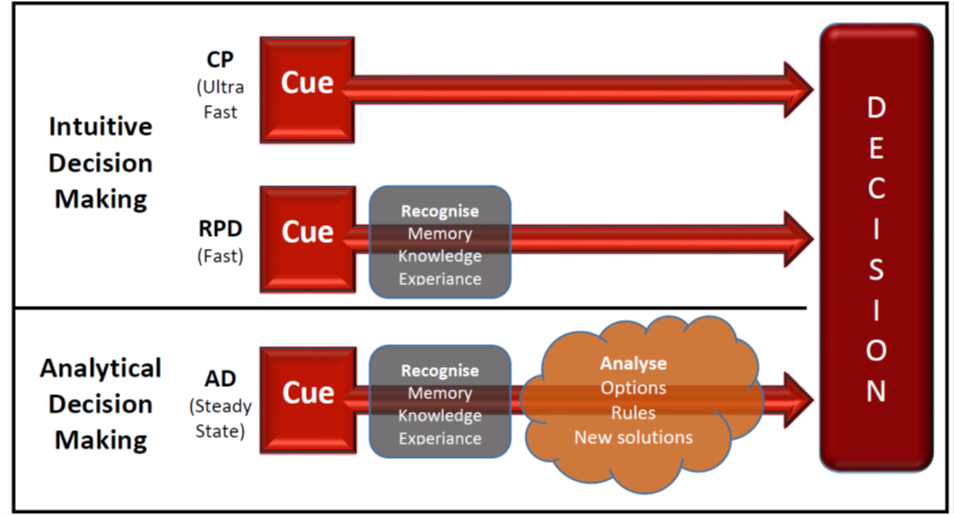 Intuitive
Decision
Making
CP
(Ultra
Fast
Cue
RPD
(Fast)
Cue
Recognise
Memory
Knowledge
Experiance
Analytical
Decision
Making
AD
(Steady
State)
Cue
Recognise
Memory
Knowledge
Experiance
Analyse
Options
Rules
New solutions
DECISION